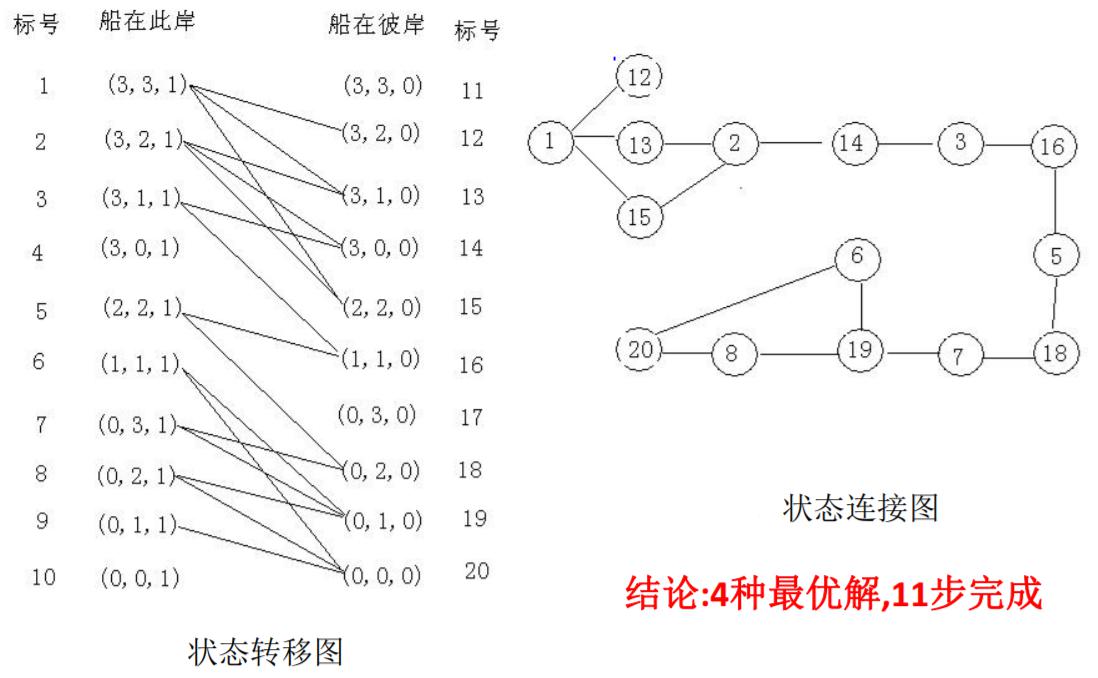 标号 船在此岸 船在彼岸 标号
1 (3,3,1) (3,3,0) 11
2 (3,2,1) (3,2,0) 12
3 (3,1,1) (3,1,0) 13
4 (3,0,1) (3,0,0) 14
5 (2,2,1) (2,2,0) 15
6 (1,1,1) (1,1,0) 16
7 (0,3,1) (0,3,0) 17
8 (0,2,1) (0,2,0) 18
9 (0,1,1) (0,1,0) 19
10 (0,0,1) (0,0,0) 20
状态转移图
12
1 13 2 14 3 16
15
6 5
20 8 19 7 18
状态连接图
结论:4种最优解,11步完成